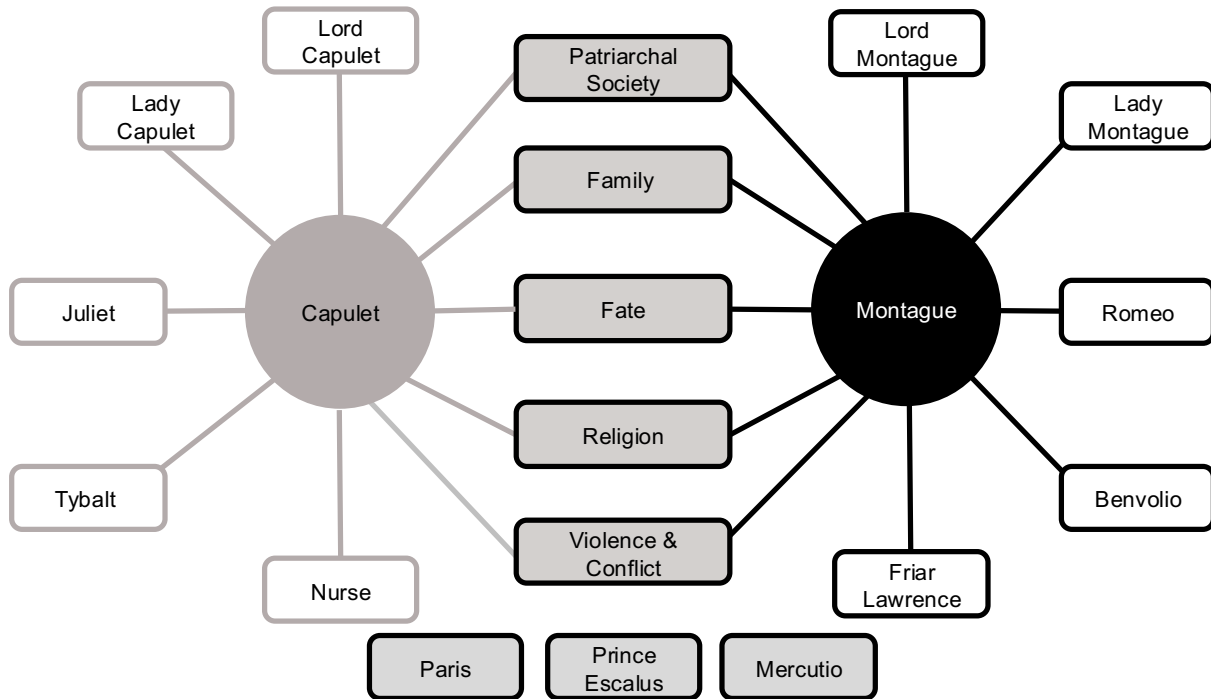 Lord
Capulet
Patriarchal
Society
Lord
Montague
Lady
Capulet
Lady
Montague
Family
Juliet
Capulet
Fate
Montague
Romeo
Religion
Tybalt
Benvolio
Violence &
Conflict
Nurse
Friar
Lawrence
Paris
Prince
Escalus
Mercutio